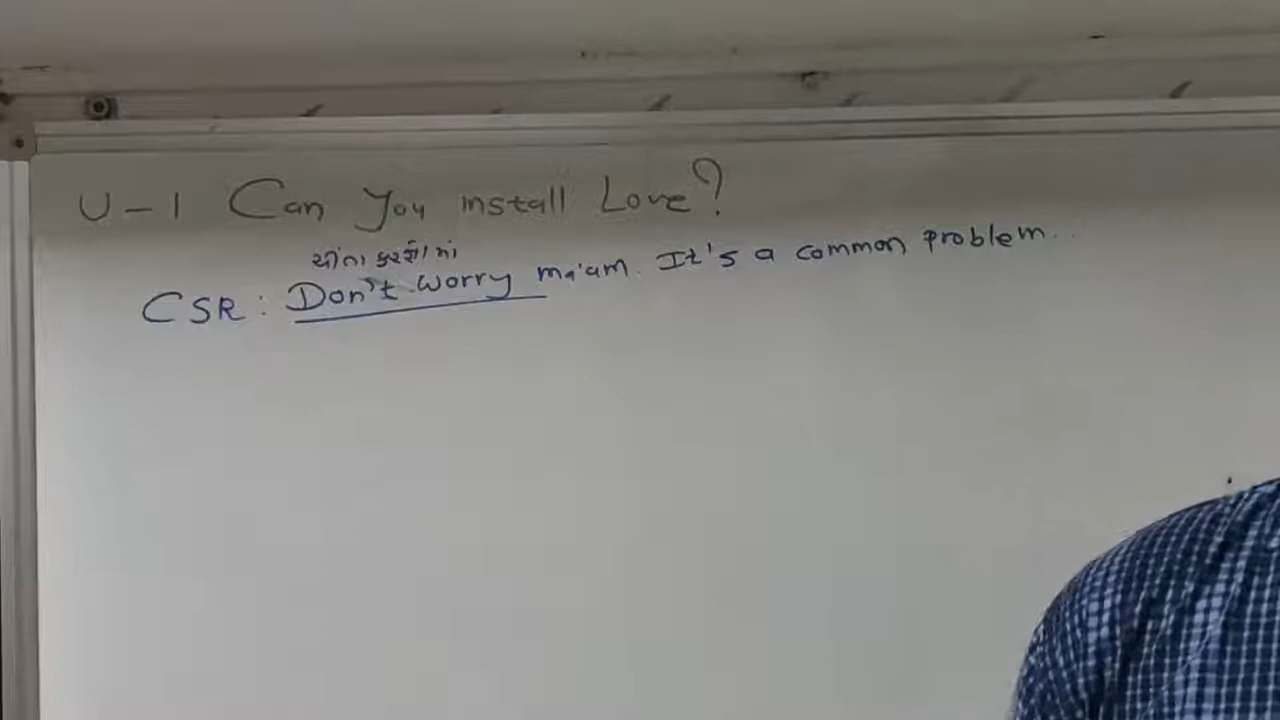 U-1 Can You install Love?
ચીંતા કરશો માં
CSR: Don't worry ma'am. It's a common problem..